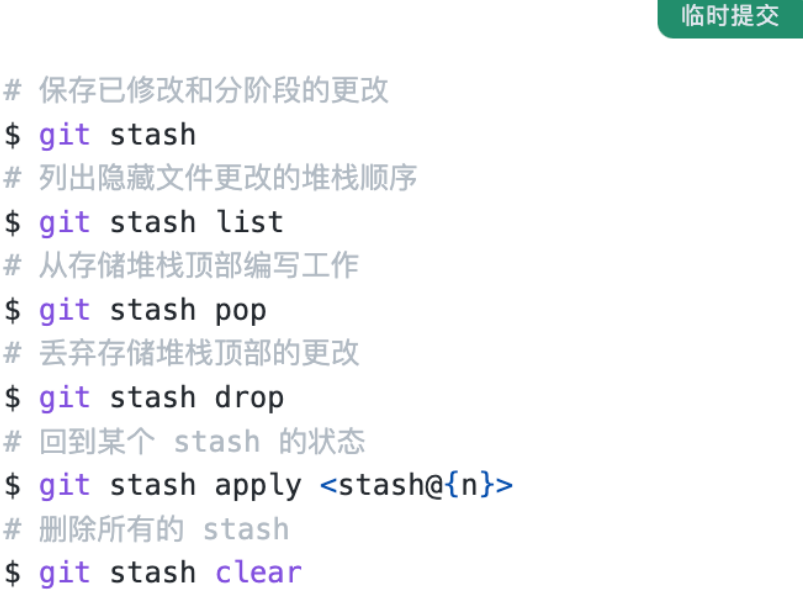 临时提交
# 保存已修改和分阶段的更改
$ git stash
# 列出隐藏文件更改的堆栈顺序
$ git stash list
# 从存储堆栈顶部编写工作
$ git stash pop
# 丢弃存储堆栈顶部的更改
$ git stash drop
# 回到某个 stash 的状态
$ git stash apply <stash@{n}>
# 删除所有的 stash
$ git stash clear